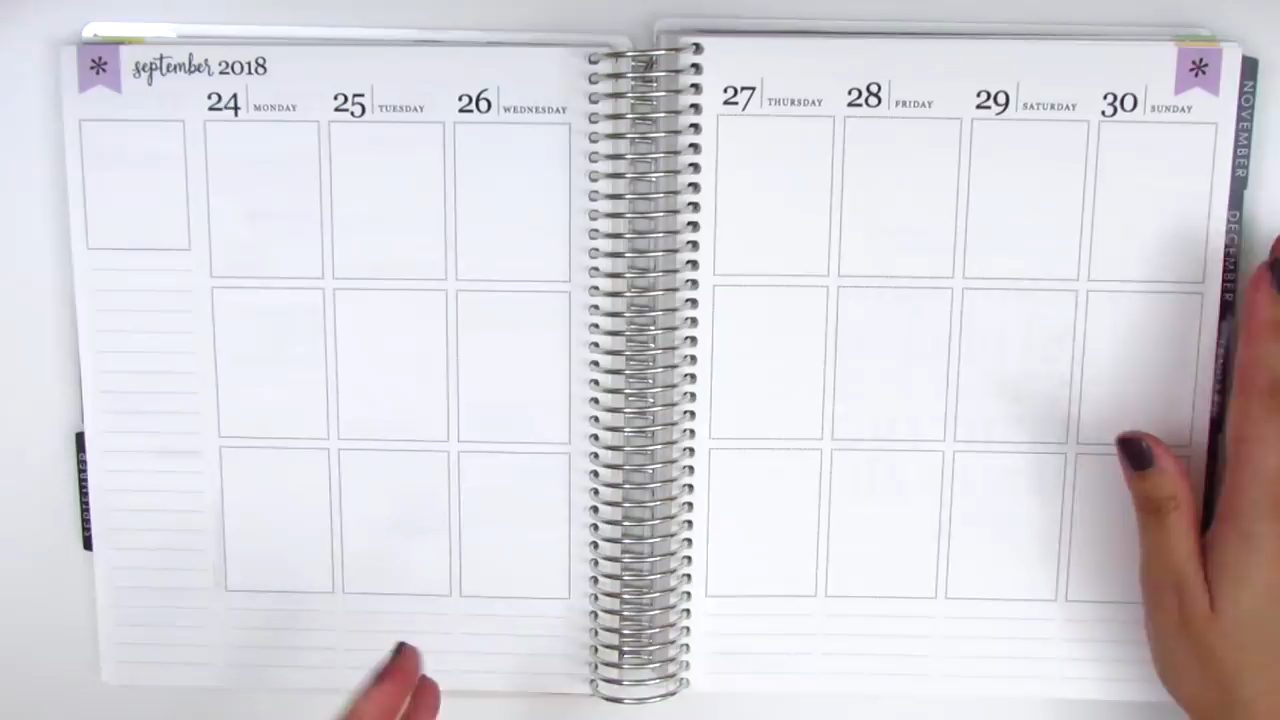 * september 2018 *
24 MONDAY 25 TUESDAY 26 WEDNESDAY 27 THURSDAY 28 FRIDAY 29 SATURDAY 30 SUNDAY
NOVEMBER
DECEMBER
SEPTEMBER